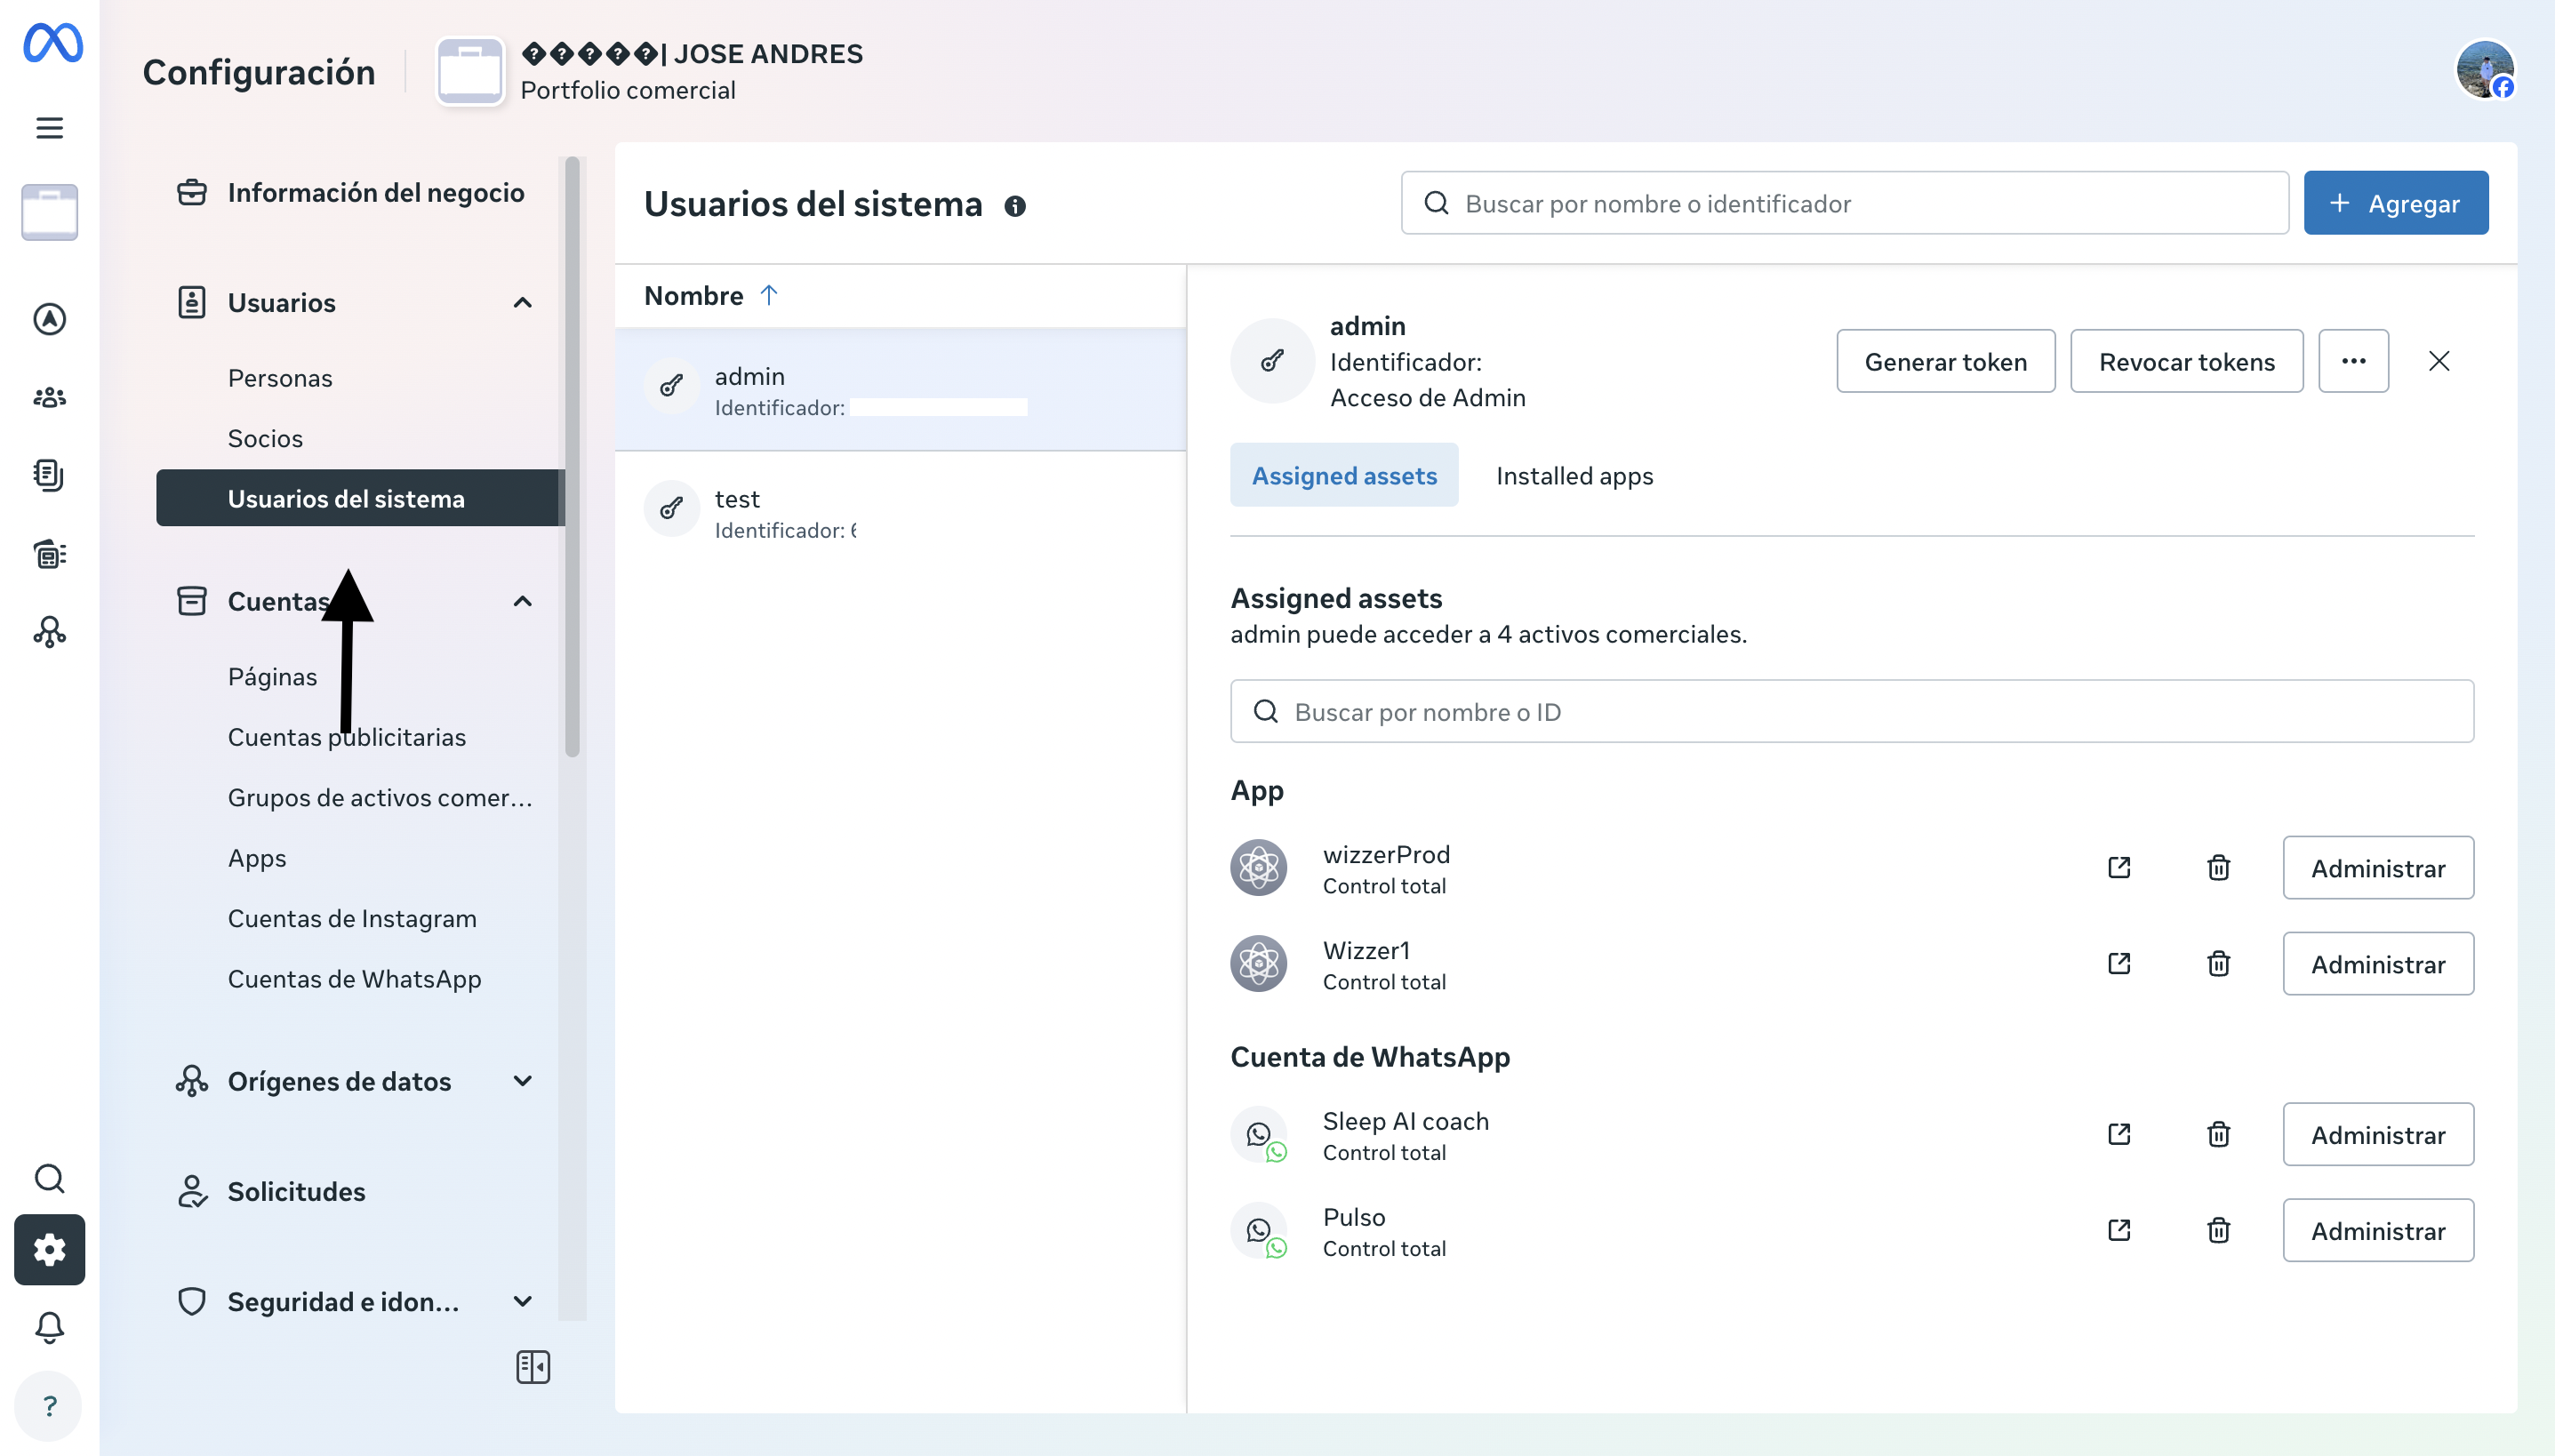 Configuración
�����| JOSE ANDRES
Portfolio comercial
Información del negocio
Usuarios
Personas
Socios
Usuarios del sistema
Cuentas
Páginas
Cuentas publicitarias
Grupos de activos comer...
Apps
Cuentas de Instagram
Cuentas de WhatsApp
Orígenes de datos
Solicitudes
Seguridad e idon...
?
Usuarios del sistema
Buscar por nombre o identificador
+ Agregar
Nombre ↑
admin
Identificador:
test
Identificador:
admin
Identificador:
Acceso de Admin
Generar token
Revocar tokens
Assigned assets
Installed apps
Assigned assets
admin puede acceder a 4 activos comerciales.
Buscar por nombre o ID
App
wizzerProd
Control total
Administrar
Wizzer1
Control total
Administrar
Cuenta de WhatsApp
Sleep AI coach
Control total
Administrar
Pulso
Control total
Administrar